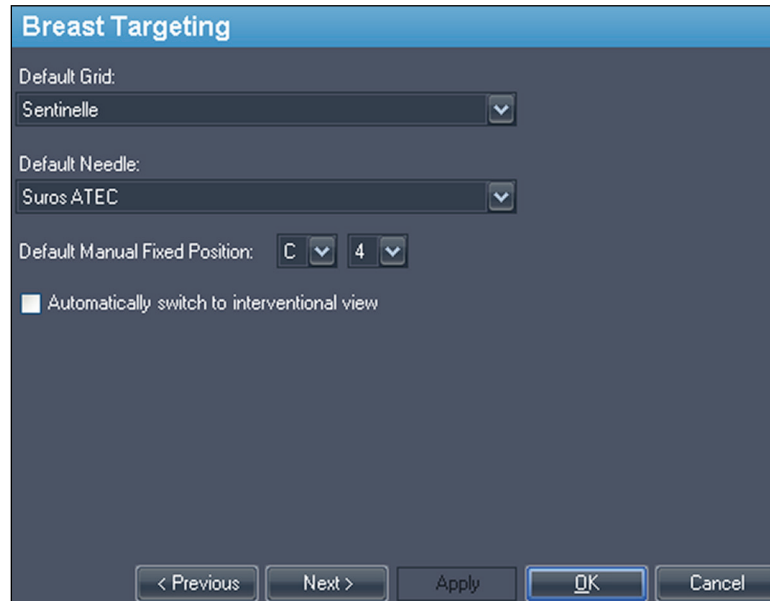 Breast Targeting
Default Grid:
Sentinelle
Default Needle:
Suros ATEC
Default Manual Fixed Position: C 4
Automatically switch to interventional view
< Previous Next > Apply OK Cancel